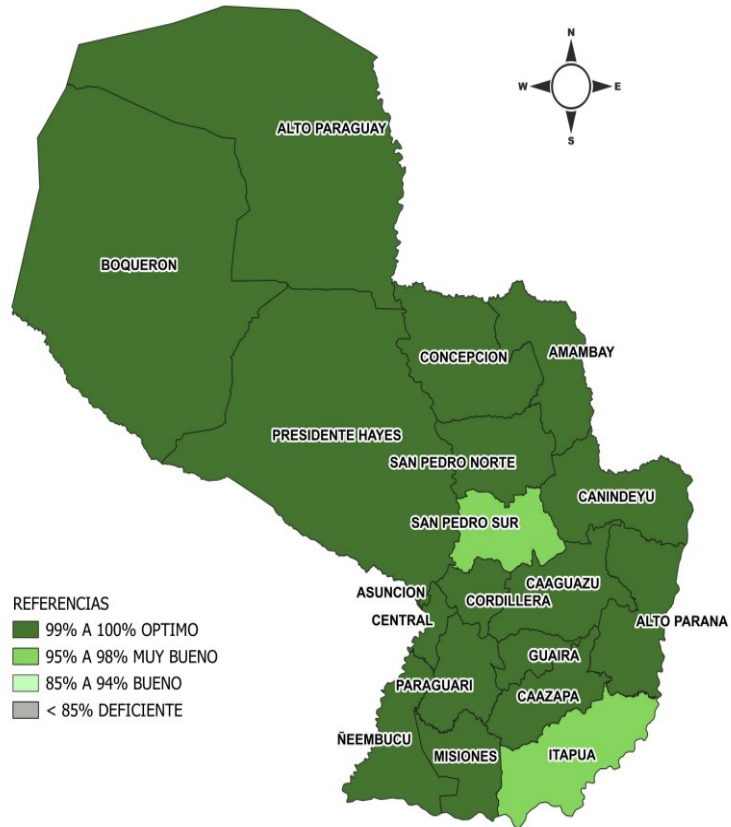 N
W E
S
ALTO PARAGUAY
BOQUERON
CONCEPCION
AMAMBAY
PRESIDENTE HAYES
SAN PEDRO NORTE
CANINDEYU
SAN PEDRO SUR
CAAGUAZU
ASUNCION
CORDILLERA
CENTRAL
ALTO PARANA
GUAIRA
PARAGUARI
CAAZAPA
ÑEEMBUCU
MISIONES
ITAPUA
REFERENCIAS
99% A 100% OPTIMO
95% A 98% MUY BUENO
85% A 94% BUENO
< 85% DEFICIENTE